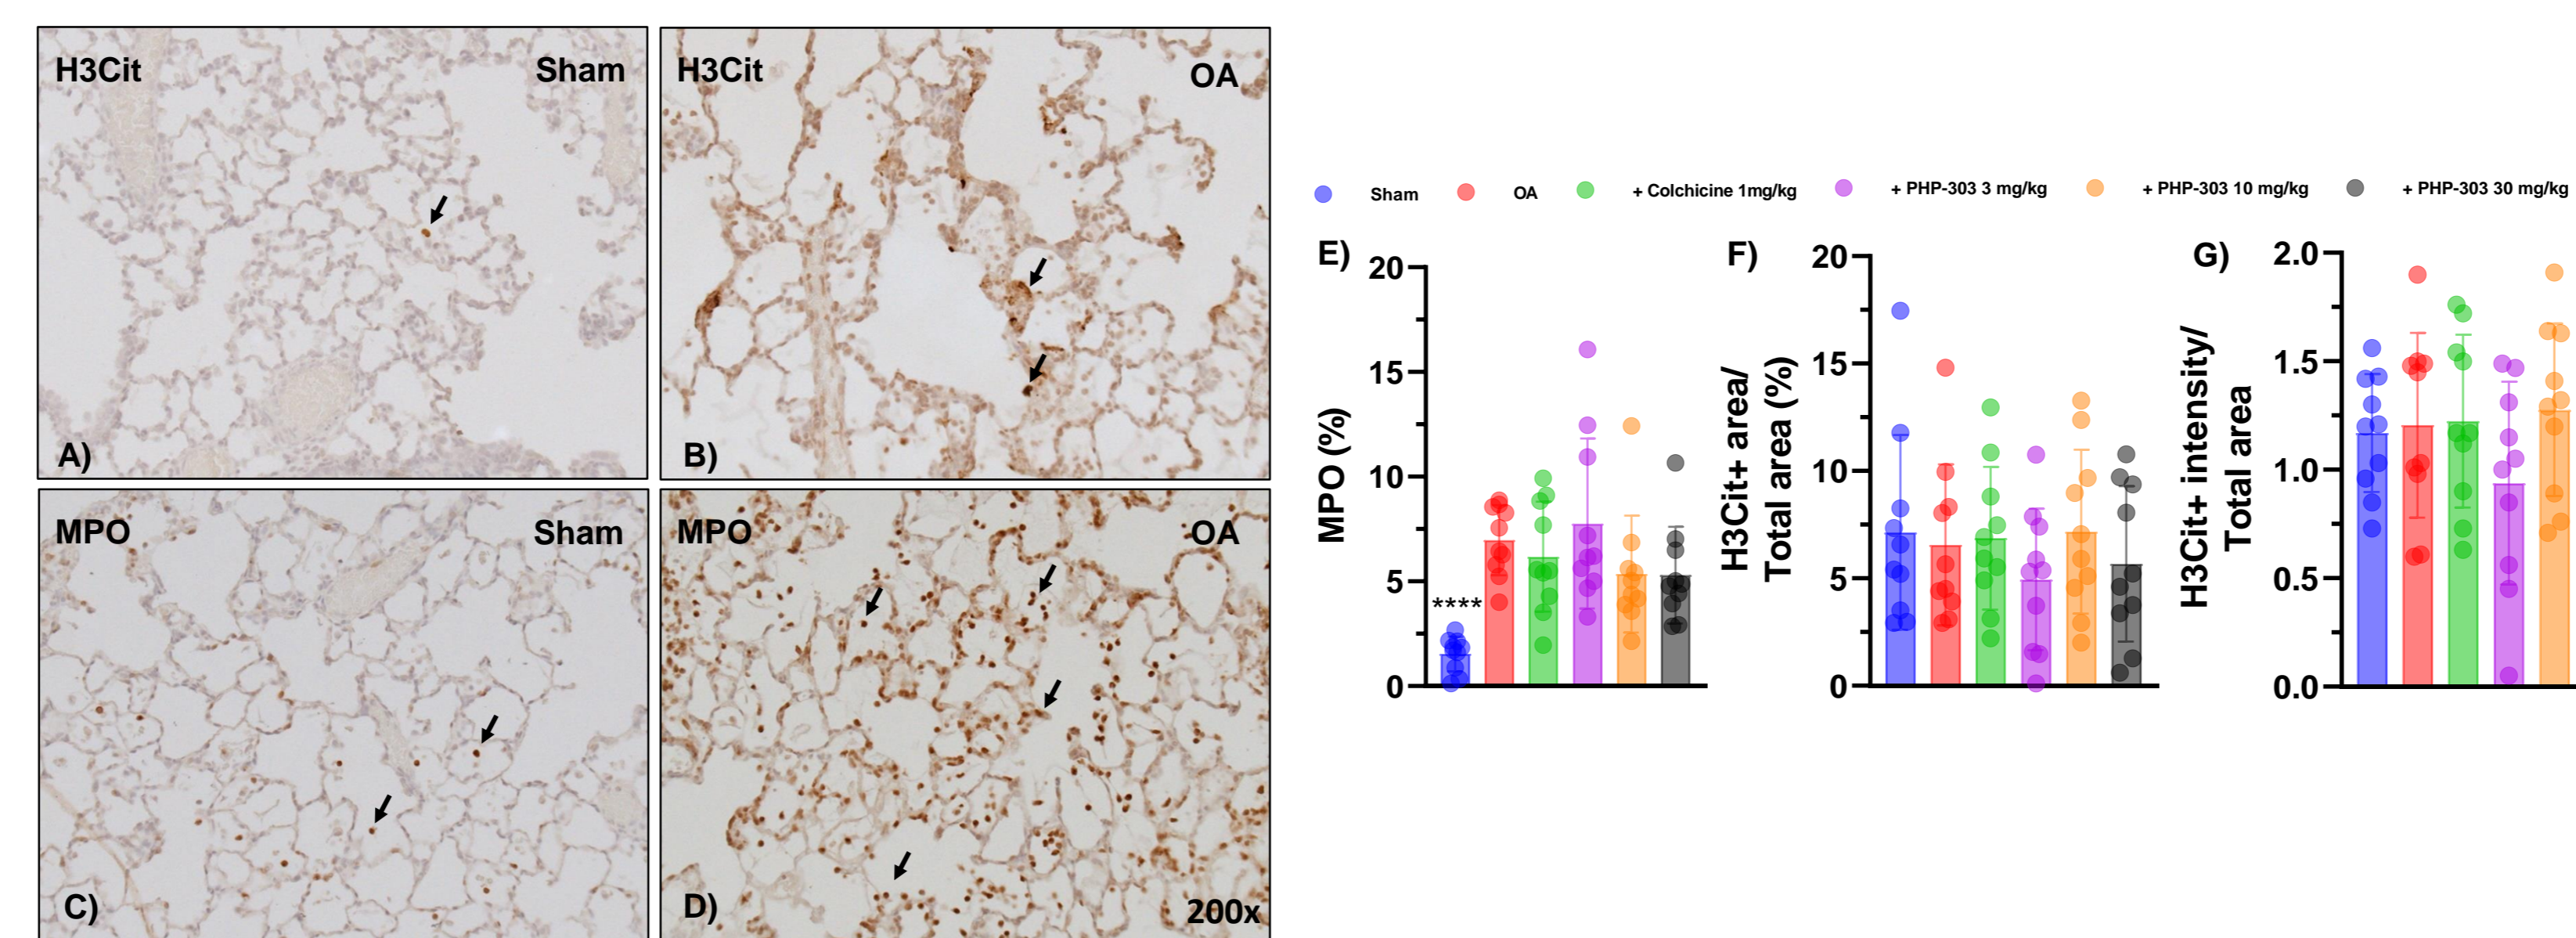 H3Cit
Sham
A)
H3Cit
OA
B)
MPO
Sham
C)
MPO
OA
D)
200x
Sham
OA
+ Colchicine 1mg/kg
+ PHP-303 3 mg/kg
+ PHP-303 10 mg/kg
+ PHP-303 30 mg/kg
E)
MPO (%)
20
15
10
5
0
****
F)
H3Cit+ area/
Total area (%)
20
15
10
5
0
G)
H3Cit+ intensity/
Total area
2.0
1.5
1.0
0.5
0.0